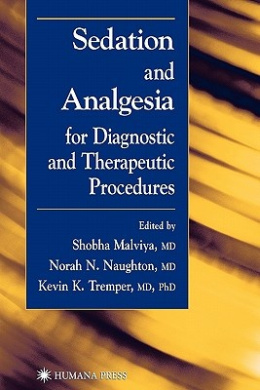 Sedation
and
Analgesia
for Diagnostic
and Therapeutic
Procedures
Edited by
Shobha Malviya, MD
Norah N. Naughton, MD
Kevin K. Tremper, MD, PhD
HUMANA PRESS